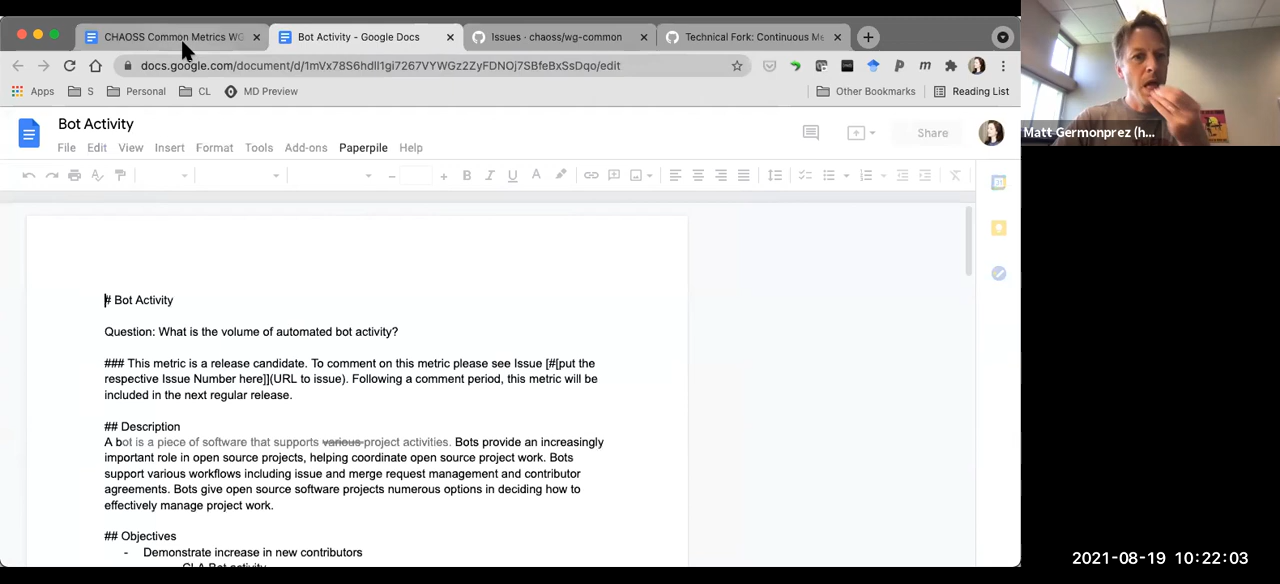 CHAOSS Common Metrics WG
Bot Activity - Google Docs
Issues · chaoss/wg-common
Technical Fork: Continuous Me
docs.google.com/document/d/1mVx78S6hdlI1gi7267VYWGz2ZyFDNOj7SBfeBxSsDqo/edit
Apps
S
Personal
CL
MD Preview
Other Bookmarks
Reading List
Bot Activity
Share
File Edit View Insert Format Tools Add-ons Paperpile Help
# Bot Activity
Question: What is the volume of automated bot activity?
### This metric is a release candidate. To comment on this metric please see Issue [#[put the
respective Issue Number here]](URL to issue). Following a comment period, this metric will be
included in the next regular release.
## Description
A bot is a piece of software that supports various project activities. Bots provide an increasingly
important role in open source projects, helping coordinate open source project work. Bots
support various workflows including issue and merge request management and contributor
agreements. Bots give open source software projects numerous options in deciding how to
effectively manage project work.
## Objectives
- Demonstrate increase in new contributors
CLA Bot activity
Matt Germonprez (h...
2021-08-19 10:22:03